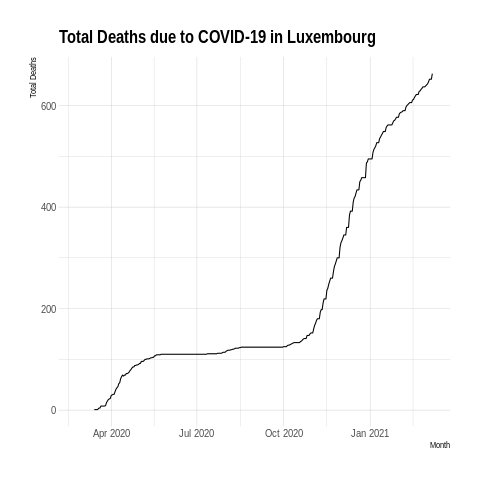 Total Deaths due to COVID-19 in Luxembourg
Total Deaths
600
400
200
0
Apr 2020 Jul 2020 Oct 2020 Jan 2021
Month